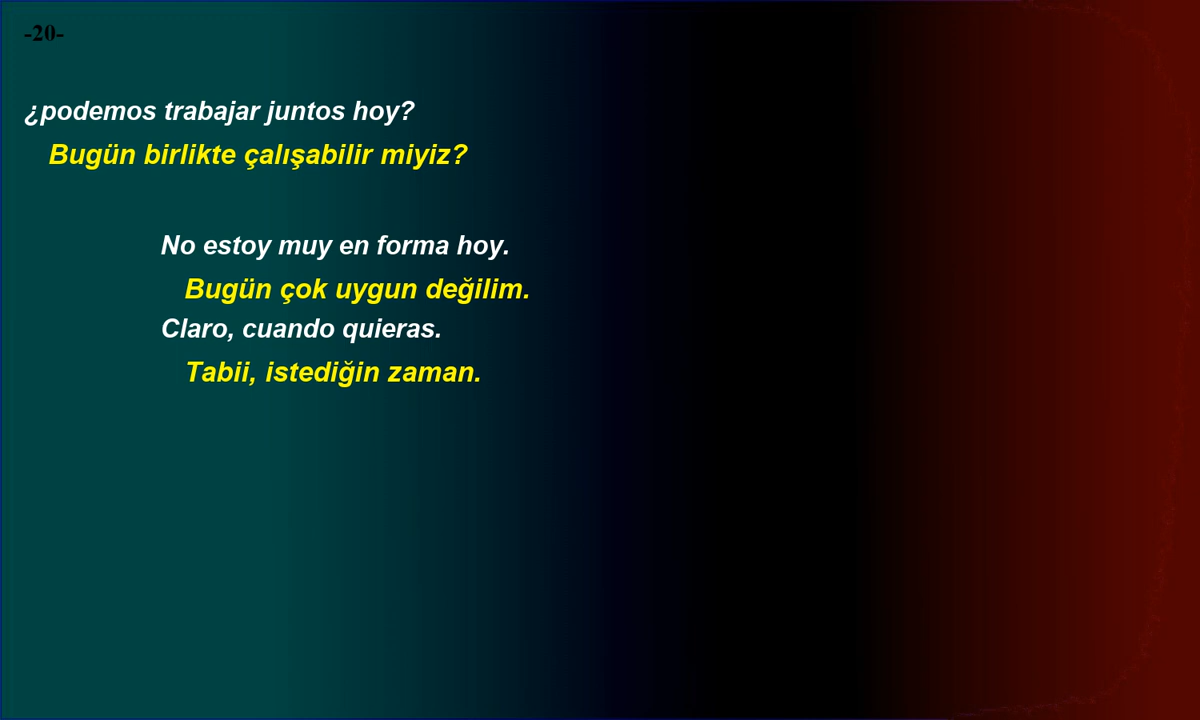 -20-
¿podemos trabajar juntos hoy?
Bugün birlikte çalışabilir miyiz?
No estoy muy en forma hoy.
Bugün çok uygun değilim.
Claro, cuando quieras.
Tabii, istediğin zaman.